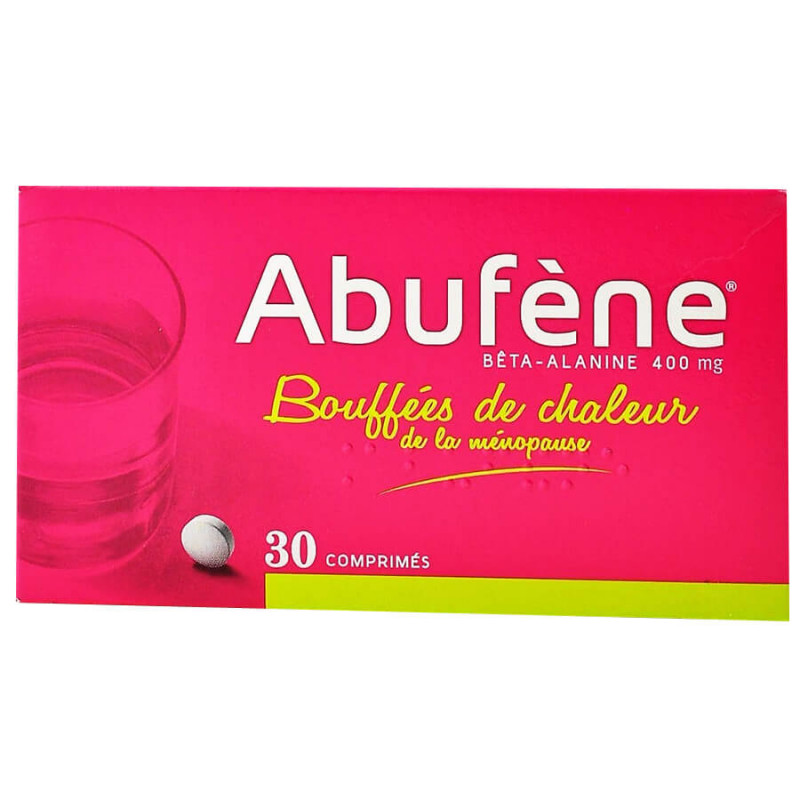 Abufène®
BÊTA-ALANINE 400 mg
Bouffées de chaleur
de la ménopause
30 COMPRIMÉS